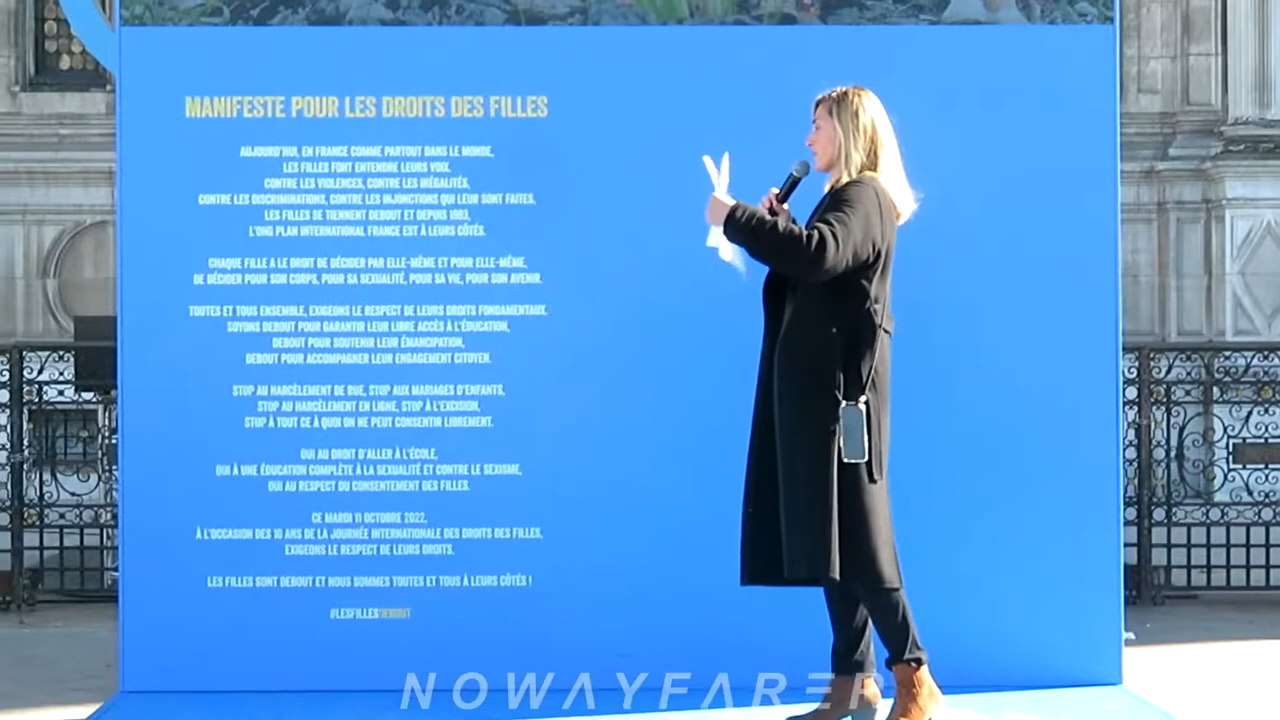 MANIFESTE POUR LES DROITS DES FILLES
AUJOURD'HUI, EN FRANCE COMME PARTOUT DANS LE MONDE,
LES FILLES FONT ENTENDRE LEURS VOIX.
CONTRE LES VIOLENCES, CONTRE LES INÉGALITÉS,
CONTRE LES DISCRIMINATIONS, CONTRE LES INJONCTIONS QUI LEUR SONT FAITES,
LES FILLES SE TIENNENT DEBOUT ET DEPUIS 1993,
L'ONG PLAN INTERNATIONAL FRANCE EST À LEURS CÔTÉS.
CHAQUE FILLE A LE DROIT DE DÉCIDER PAR ELLE-MÊME ET POUR ELLE-MÊME,
DE DÉCIDER POUR SON CORPS, POUR SA SEXUALITÉ, POUR SA VIE, POUR SON AVENIR.
TOUTES ET TOUS ENSEMBLE, EXIGEONS LE RESPECT DE LEURS DROITS FONDAMENTAUX.
SOYONS DEBOUT POUR GARANTIR LEUR LIBRE ACCÈS À L'ÉDUCATION,
DEBOUT POUR SOUTENIR LEUR ÉMANCIPATION,
DEBOUT POUR ACCOMPAGNER LEUR ENGAGEMENT CITOYEN.
STOP AU HARCÈLEMENT DE RUE, STOP AUX MARIAGES D'ENFANTS,
STOP AU HARCÈLEMENT EN LIGNE, STOP À L'EXCISION,
STOP À TOUT CE À QUOI ON NE PEUT CONSENTIR LIBREMENT.
OUI AU DROIT D'ALLER À L'ÉCOLE,
OUI À UNE ÉDUCATION COMPLÈTE À LA SEXUALITÉ ET CONTRE LE SEXISME,
OUI AU RESPECT DU CONSENTEMENT DES FILLES.
CE MARDI 11 OCTOBRE 2022,
À L'OCCASION DES 10 ANS DE LA JOURNÉE INTERNATIONALE DES DROITS DES FILLES,
EXIGEONS LE RESPECT DE LEURS DROITS.
LES FILLES SONT DEBOUT ET NOUS SOMMES TOUTES ET TOUS À LEURS CÔTÉS !
#LESFILLESDEBOUT
NOWAYFARER